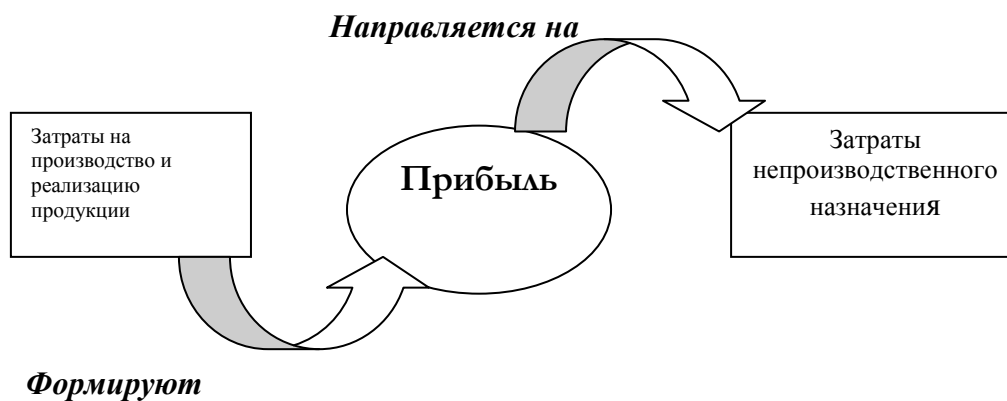 Направляется на
Затраты на
производство и
реализацию
продукции
Прибыль
Затраты
непроизводственного
назначения
Формируют